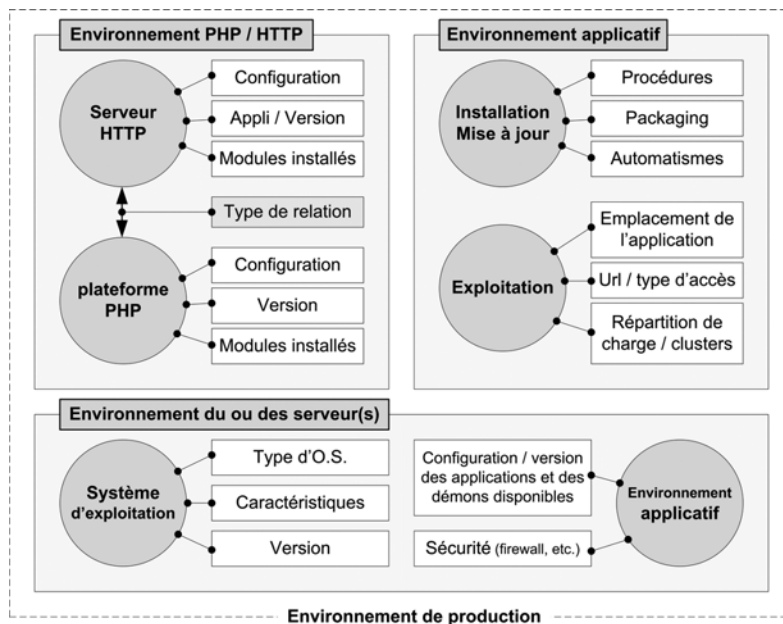 Environnement PHP / HTTP
Serveur
HTTP
Configuration
Appli / Version
Modules installés
Type de relation
plateforme
PHP
Configuration
Version
Modules installés
Environnement applicatif
Installation
Mise à jour
Procédures
Packaging
Automatismes
Exploitation
Emplacement de
l'application
Url / type d'accès
Répartition de
charge / clusters
Environnement du ou des serveur(s)
Système
d'exploitation
Type d'O.S.
Caractéristiques
Version
Configuration / version
des applications et des
démons disponibles
Sécurité (firewall, etc.)
Environnement
applicatif
Environnement de production